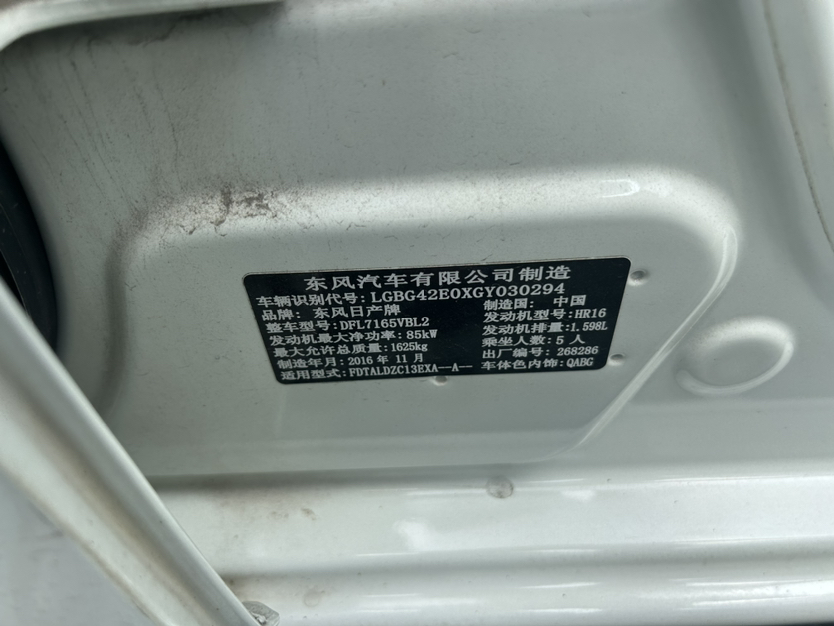 东风汽车有限公司制造
车辆识别代号: LGBG42E0XGY030294
品牌: 东风日产牌 制造国: 中国
整车型号:DFL7165VBL2 发动机型号:HR16
发动机最大净功率: 85kW 发动机排量:1.598L
最大允许总质量:1625kg 乘坐人数:5 人
制造年月:2016 年 11 月 出厂编号:268286
适用型式:FDTALDZC13EXA--A-- 车体色内饰:QABG